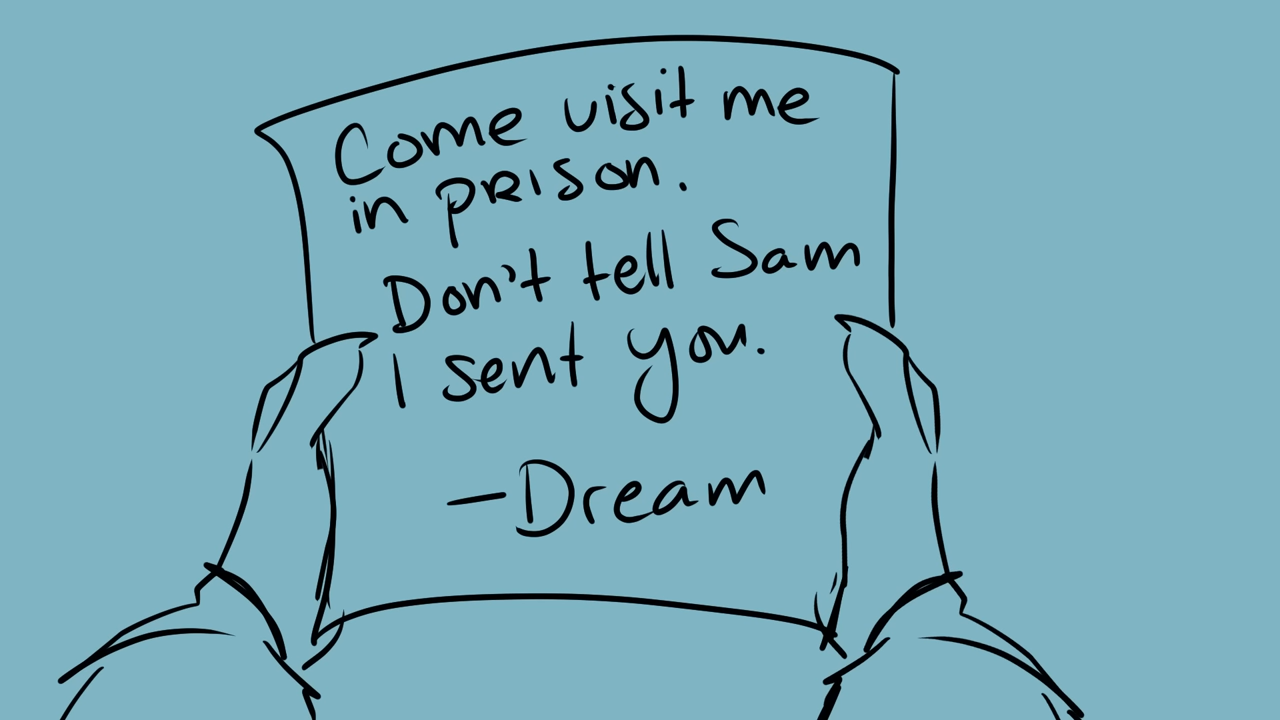 Come visit me
in prison.
Don't tell Sam
I sent you.
—Dream